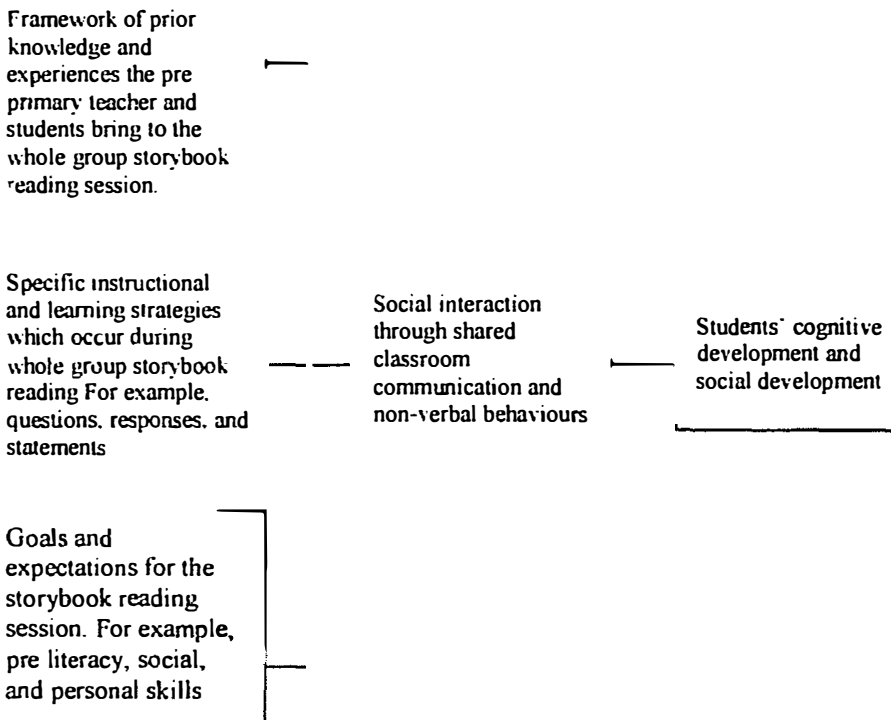 Framework of prior
knowledge and
experiences the pre
primary teacher and
students bring to the
whole group storybook
reading session.
Specific instructional
and learning strategies
which occur during
whole group storybook
reading For example,
questions, responses, and
statements
Social interaction
through shared
classroom
communication and
non-verbal behaviours
Students' cognitive
development and
social development
Goals and
expectations for the
storybook reading
session. For example,
pre literacy, social,
and personal skills